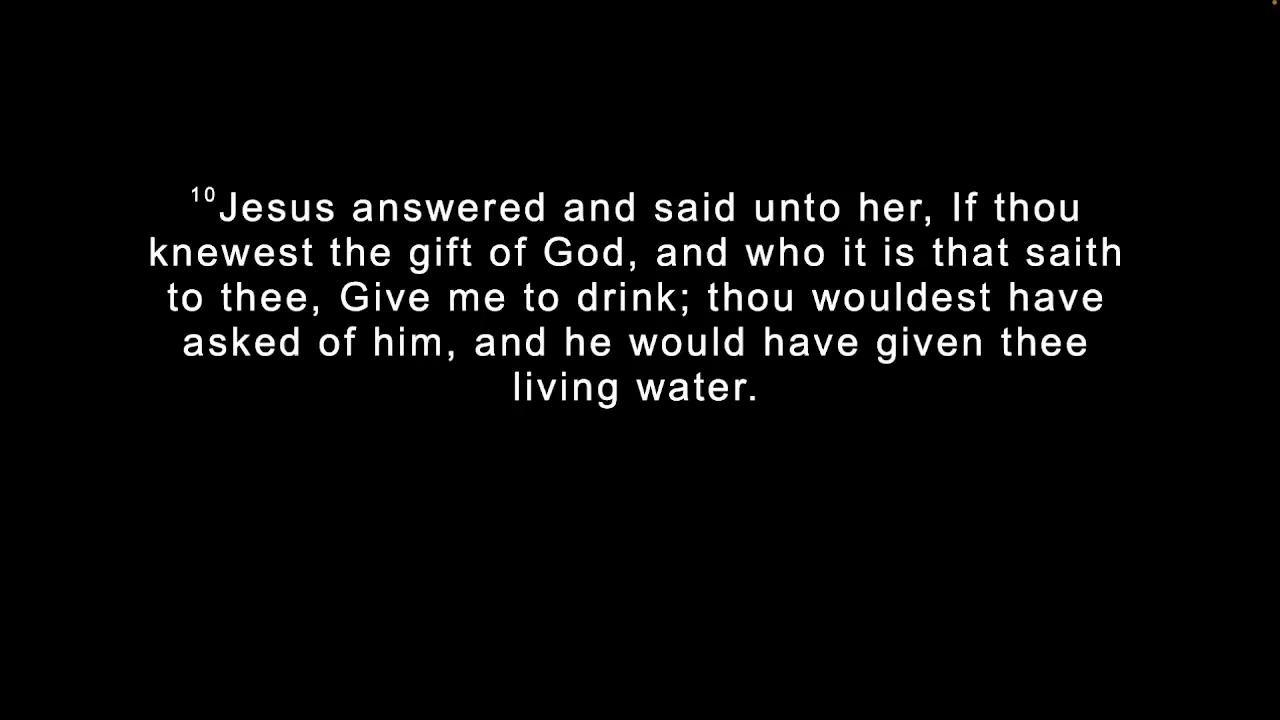 10Jesus answered and said unto her, If thou
knewest the gift of God, and who it is that saith
to thee, Give me to drink; thou wouldest have
asked of him, and he would have given thee
living water.